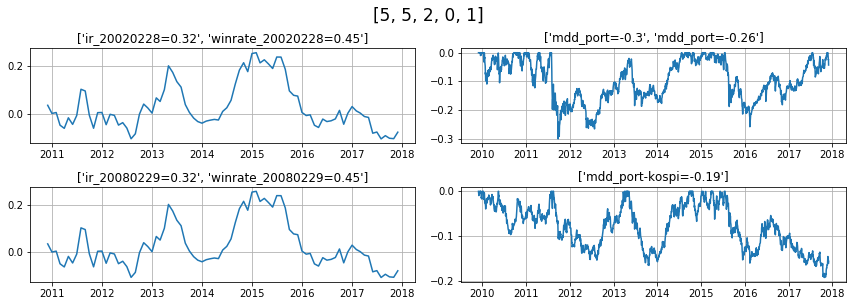 [5, 5, 2, 0, 1]
['ir_20020228=0.32', 'winrate_20020228=0.45']
0.2
0.0
2011 2012 2013 2014 2015 2016 2017 2018
['mdd_port=-0.3', 'mdd_port=-0.26']
0.0
−0.1
−0.2
−0.3
2010 2011 2012 2013 2014 2015 2016 2017 2018
['ir_20080229=0.32', 'winrate_20080229=0.45']
0.2
0.0
2011 2012 2013 2014 2015 2016 2017 2018
['mdd_port-kospi=-0.19']
0.0
−0.1
−0.2
2010 2011 2012 2013 2014 2015 2016 2017 2018